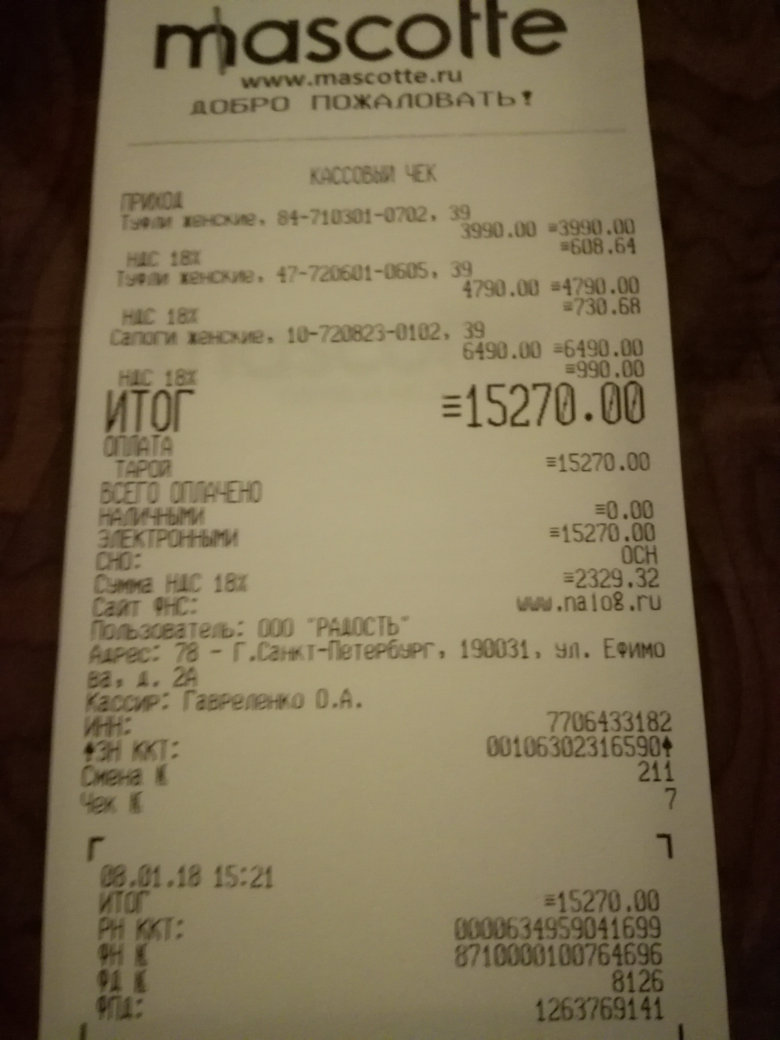 mascotte
www.mascotte.ru
ДОБРО ПОЖАЛОВАТЬ!
КАССОВЫЙ ЧЕК
ПРИХОД
Туфли женские, 84-710301-0702, 39
3990.00 =3990.00
НДС 18% =608.64
Туфли женские, 47-720601-0605, 39
4790.00 =4790.00
НДС 18% =730.68
Сапоги женские, 10-720823-0102, 39
6490.00 =6490.00
НДС 18% =990.00
ИТОГ =15270.00
ОПЛАТА
ТАРОЙ =15270.00
ВСЕГО ОПЛАЧЕНО
НАЛИЧНЫМИ =0.00
ЭЛЕКТРОННЫМИ =15270.00
СНО: ОСН
Сумма НДС 18% =2329.32
Сайт ФНС: www.nalog.ru
Пользователь: ООО "РАДОСТЬ"
Адрес: 78 - Г.Санкт-Петербург, 190031, ул. Ефимо
ва, д. 2А
Кассир: Гавреленко О.А.
ИНН: 7706433182
ЗН ККТ: 00106302316590
Смена № 211
Чек № 7
08.01.18 15:21
ИТОГ =15270.00
РН ККТ: 0000634959041699
ФН № 8710000100764696
ФД № 8126
ФПД: 1263769141